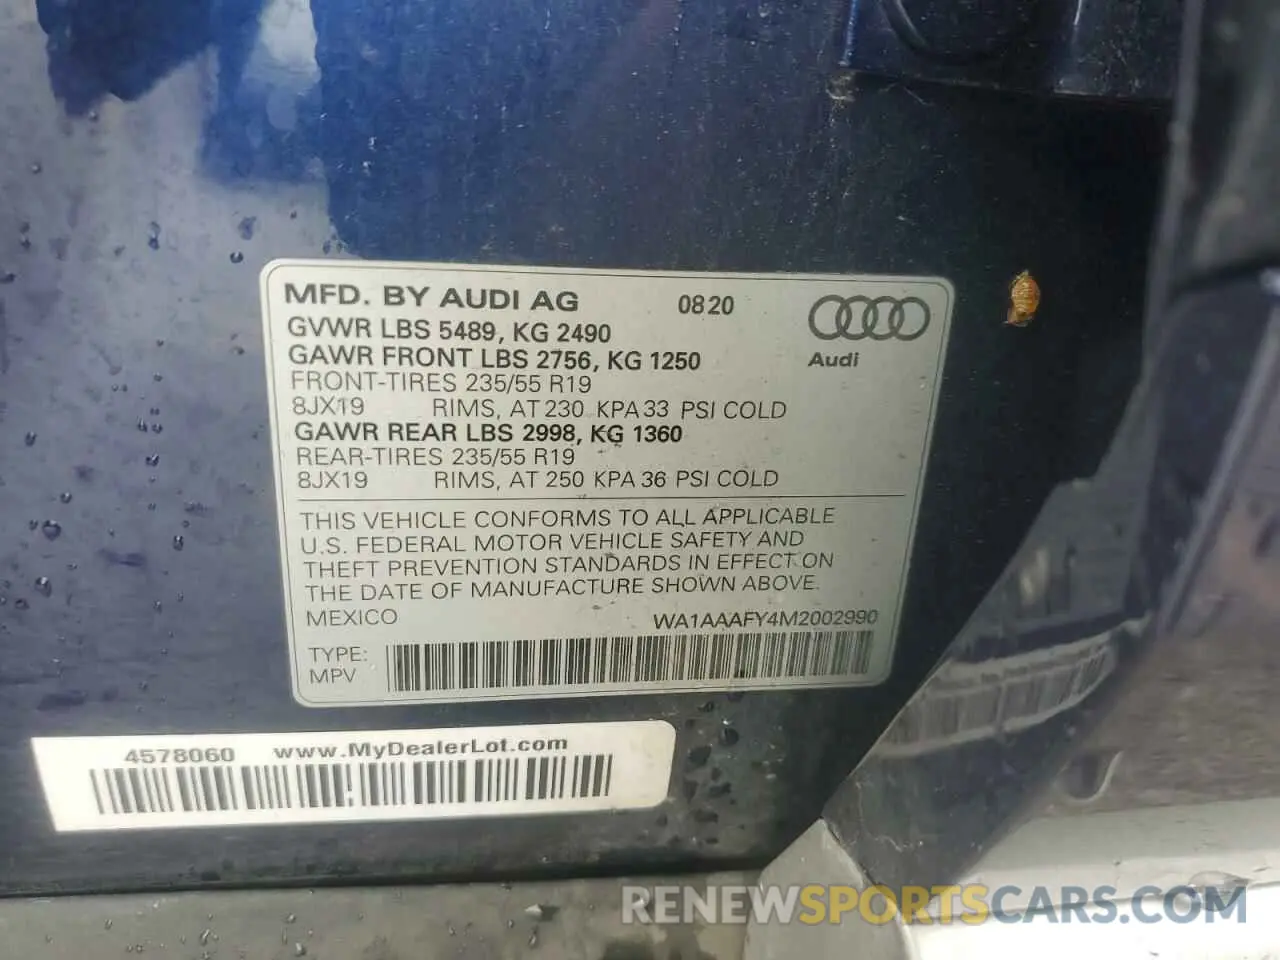 MFD. BY AUDI AG 0820
GVWR LBS 5489, KG 2490
GAWR FRONT LBS 2756, KG 1250
Audi
FRONT-TIRES 235/55 R19
8JX19 RIMS, AT 230 KPA 33 PSI COLD
GAWR REAR LBS 2998, KG 1360
REAR-TIRES 235/55 R19
8JX19 RIMS, AT 250 KPA 36 PSI COLD
THIS VEHICLE CONFORMS TO ALL APPLICABLE
U.S. FEDERAL MOTOR VEHICLE SAFETY AND
THEFT PREVENTION STANDARDS IN EFFECT ON
THE DATE OF MANUFACTURE SHOWN ABOVE.
MEXICO WA1AAAFY4M2002990
TYPE:
MPV
4578060 www.MyDealerLot.com
RENEWSPORTSCARS.COM